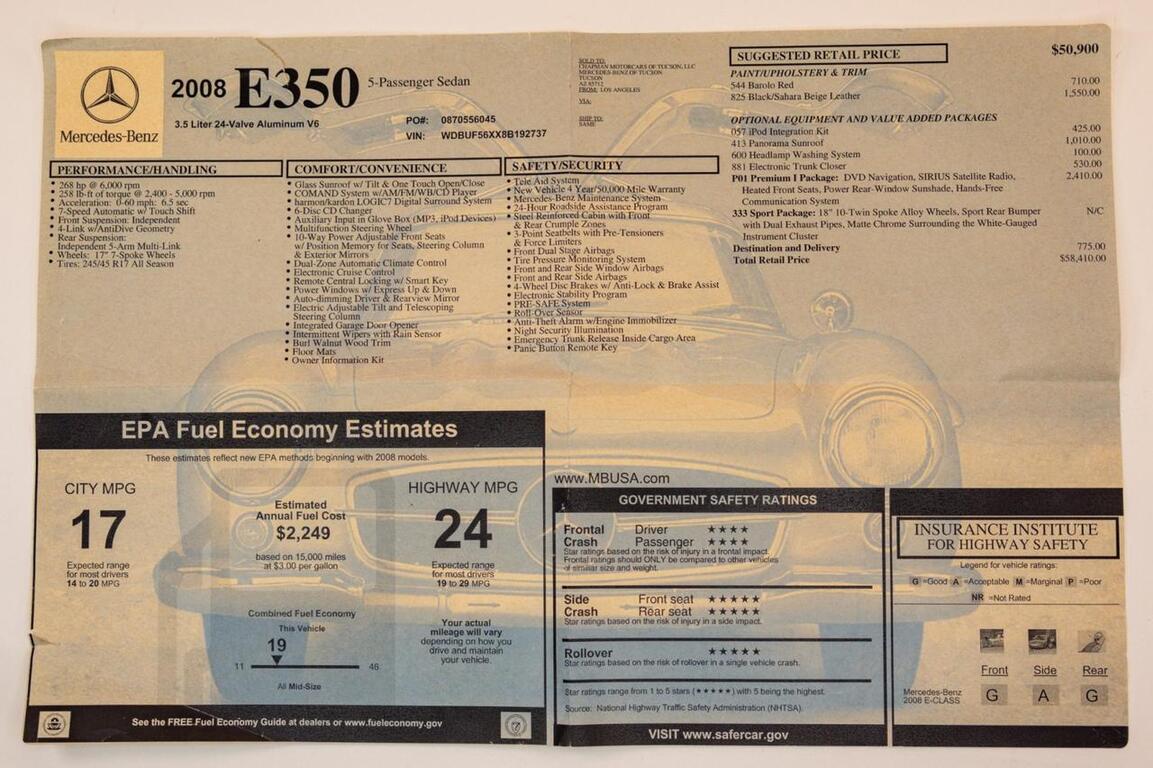 Mercedes-Benz
2008 E350 5-Passenger Sedan
3.5 Liter 24-Valve Aluminum V6
PO#: 0870556045
VIN: WDBUF56XX8B192737
SOLD TO:
CHAPMAN MOTORCARS OF TUCSON, LLC
MERCEDES-BENZ OF TUCSON
TUCSON
AZ 85712
FROM: LOS ANGELES
VIA:
SHIP TO:
SAME
PERFORMANCE/HANDLING
• 268 hp @ 6,000 rpm
• 258 lb-ft of torque @ 2,400 - 5,000 rpm
• Acceleration: 0-60 mph: 6.5 sec
• 7-Speed Automatic w/ Touch Shift
• Front Suspension: Independent
• 4-Link w/AntiDive Geometry
• Rear Suspension:
Independent 5-Arm Multi-Link
• Wheels: 17" 7-Spoke Wheels
• Tires: 245/45 R17 All Season
COMFORT/CONVENIENCE
• Glass Sunroof w/ Tilt & One Touch Open/Close
• COMAND System w/AM/FM/WB/CD Player
• harmon/kardon LOGIC7 Digital Surround System
• 6-Disc CD Changer
• Auxiliary Input in Glove Box (MP3, iPod Devices)
• Multifunction Steering Wheel
• 10-Way Power Adjustable Front Seats
w/ Position Memory for Seats, Steering Column
& Exterior Mirrors
• Dual-Zone Automatic Climate Control
• Electronic Cruise Control
• Remote Central Locking w/ Smart Key
• Power Windows w/ Express Up & Down
• Auto-dimming Driver & Rearview Mirror
• Electric Adjustable Tilt and Telescoping
Steering Column
• Integrated Garage Door Opener
• Intermittent Wipers with Rain Sensor
• Burl Walnut Wood Trim
• Floor Mats
• Owner Information Kit
SAFETY/SECURITY
• Tele Aid System
• New Vehicle 4 Year/50,000 Mile Warranty
• Mercedes-Benz Maintenance System
• 24-Hour Roadside Assistance Program
• Steel Reinforced Cabin with Front
& Rear Crumple Zones
• 3-Point Seatbelts with Pre-Tensioners
& Force Limiters
• Front Dual Stage Airbags
• Tire Pressure Monitoring System
• Front and Rear Side Window Airbags
• Front and Rear Side Airbags
• 4-Wheel Disc Brakes w/ Anti-Lock & Brake Assist
• Electronic Stability Program
• PRE-SAFE System
• Roll-Over Sensor
• Anti-Theft Alarm w/Engine Immobilizer
• Night Security Illumination
• Emergency Trunk Release Inside Cargo Area
• Panic Button Remote Key
SUGGESTED RETAIL PRICE $50,900
PAINT/UPHOLSTERY & TRIM
544 Barolo Red 710.00
825 Black/Sahara Beige Leather 1,550.00
OPTIONAL EQUIPMENT AND VALUE ADDED PACKAGES
057 iPod Integration Kit 425.00
413 Panorama Sunroof 1,010.00
600 Headlamp Washing System 100.00
881 Electronic Trunk Closer 530.00
P01 Premium I Package: DVD Navigation, SIRIUS Satellite Radio, 2,410.00
Heated Front Seats, Power Rear-Window Sunshade, Hands-Free
Communication System
333 Sport Package: 18" 10-Twin Spoke Alloy Wheels, Sport Rear Bumper N/C
with Dual Exhaust Pipes, Matte Chrome Surrounding the White-Gauged
Instrument Cluster
Destination and Delivery 775.00
Total Retail Price $58,410.00
EPA Fuel Economy Estimates
These estimates reflect new EPA methods beginning with 2008 models.
CITY MPG
17
Expected range
for most drivers
14 to 20 MPG
Estimated
Annual Fuel Cost
$2,249
based on 15,000 miles
at $3.00 per gallon
Combined Fuel Economy
This Vehicle
19
11 46
All Mid-Size
HIGHWAY MPG
24
Expected range
for most drivers
19 to 29 MPG
Your actual
mileage will vary
depending on how you
drive and maintain
your vehicle.
See the FREE Fuel Economy Guide at dealers or www.fueleconomy.gov
www.MBUSA.com
GOVERNMENT SAFETY RATINGS
Frontal Driver ★★★★
Crash Passenger ★★★★
Star ratings based on the risk of injury in a frontal impact.
Frontal ratings should ONLY be compared to other vehicles
of similar size and weight.
Side Front seat ★★★★★
Crash Rear seat ★★★★★
Star ratings based on the risk of injury in a side impact.
Rollover ★★★★★
Star ratings based on the risk of rollover in a single vehicle crash.
Star ratings range from 1 to 5 stars (★★★★★) with 5 being the highest.
Source: National Highway Traffic Safety Administration (NHTSA).
VISIT www.safercar.gov
INSURANCE INSTITUTE
FOR HIGHWAY SAFETY
Legend for vehicle ratings:
G =Good A =Acceptable M =Marginal P =Poor
NR =Not Rated
Front Side Rear
Mercedes-Benz
2008 E-CLASS G A G